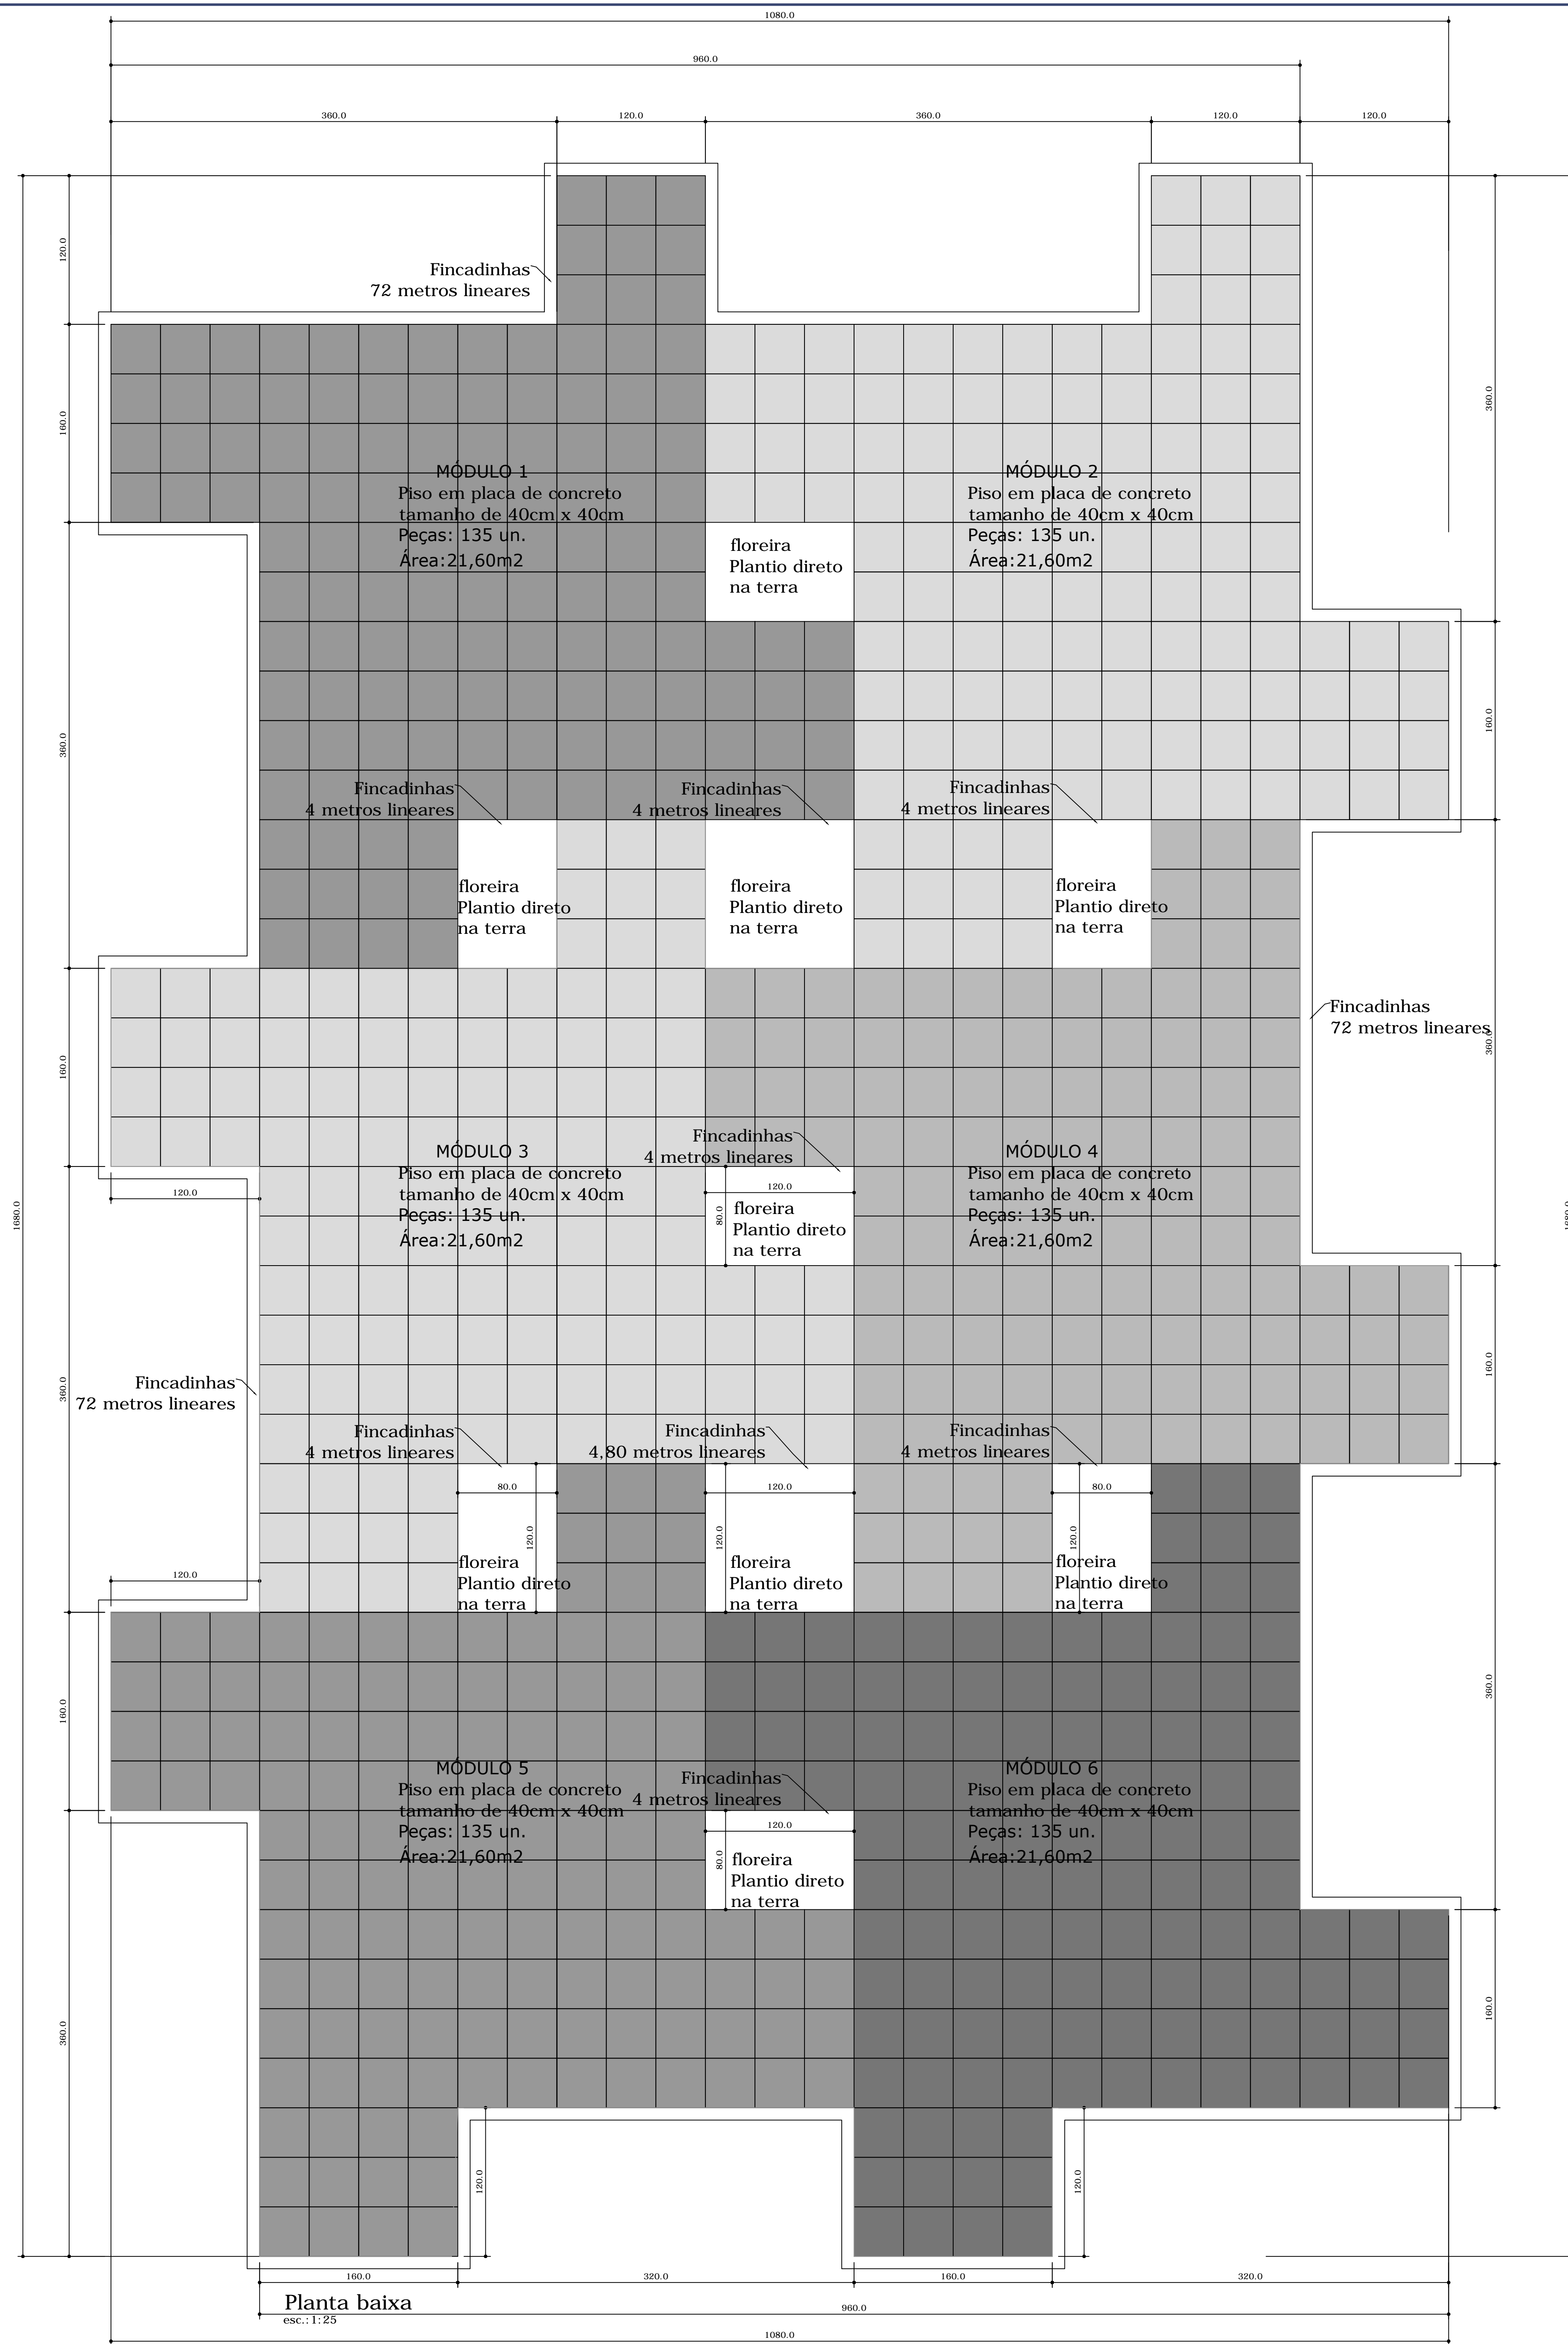 1080.0
960.0
360.0
120.0
360.0
120.0
120.0
120.0
Fincadinhas
72 metros lineares
360.0
160.0
MÓDULO 1
Piso em placa de concreto
tamanho de 40cm x 40cm
Peças: 135 un.
Área:21,60m2
MÓDULO 2
Piso em placa de concreto
tamanho de 40cm x 40cm
Peças: 135 un.
Área:21,60m2
floreira
Plantio direto
na terra
360.0
160.0
Fincadinhas
4 metros lineares
Fincadinhas
4 metros lineares
Fincadinhas
4 metros lineares
floreira
Plantio direto
na terra
floreira
Plantio direto
na terra
floreira
Plantio direto
na terra
Fincadinhas
72 metros lineares
360.0
160.0
Fincadinhas
4 metros lineares
MÓDULO 3
Piso em placa de concreto
tamanho de 40cm x 40cm
Peças: 135 un.
Área:21,60m2
MÓDULO 4
Piso em placa de concreto
tamanho de 40cm x 40cm
Peças: 135 un.
Área:21,60m2
120.0
120.0
80.0
floreira
Plantio direto
na terra
1680.0
1680.0
360.0
160.0
Fincadinhas
72 metros lineares
Fincadinhas
4 metros lineares
Fincadinhas
4,80 metros lineares
Fincadinhas
4 metros lineares
80.0
120.0
80.0
120.0
120.0
120.0
floreira
Plantio direto
na terra
floreira
Plantio direto
na terra
floreira
Plantio direto
na terra
120.0
360.0
160.0
MÓDULO 5
Piso em placa de concreto
tamanho de 40cm x 40cm
Peças: 135 un.
Área:21,60m2
Fincadinhas
4 metros lineares
MÓDULO 6
Piso em placa de concreto
tamanho de 40cm x 40cm
Peças: 135 un.
Área:21,60m2
120.0
80.0
floreira
Plantio direto
na terra
360.0
160.0
120.0
120.0
160.0
320.0
160.0
320.0
Planta baixa
esc.:1:25
960.0
1080.0